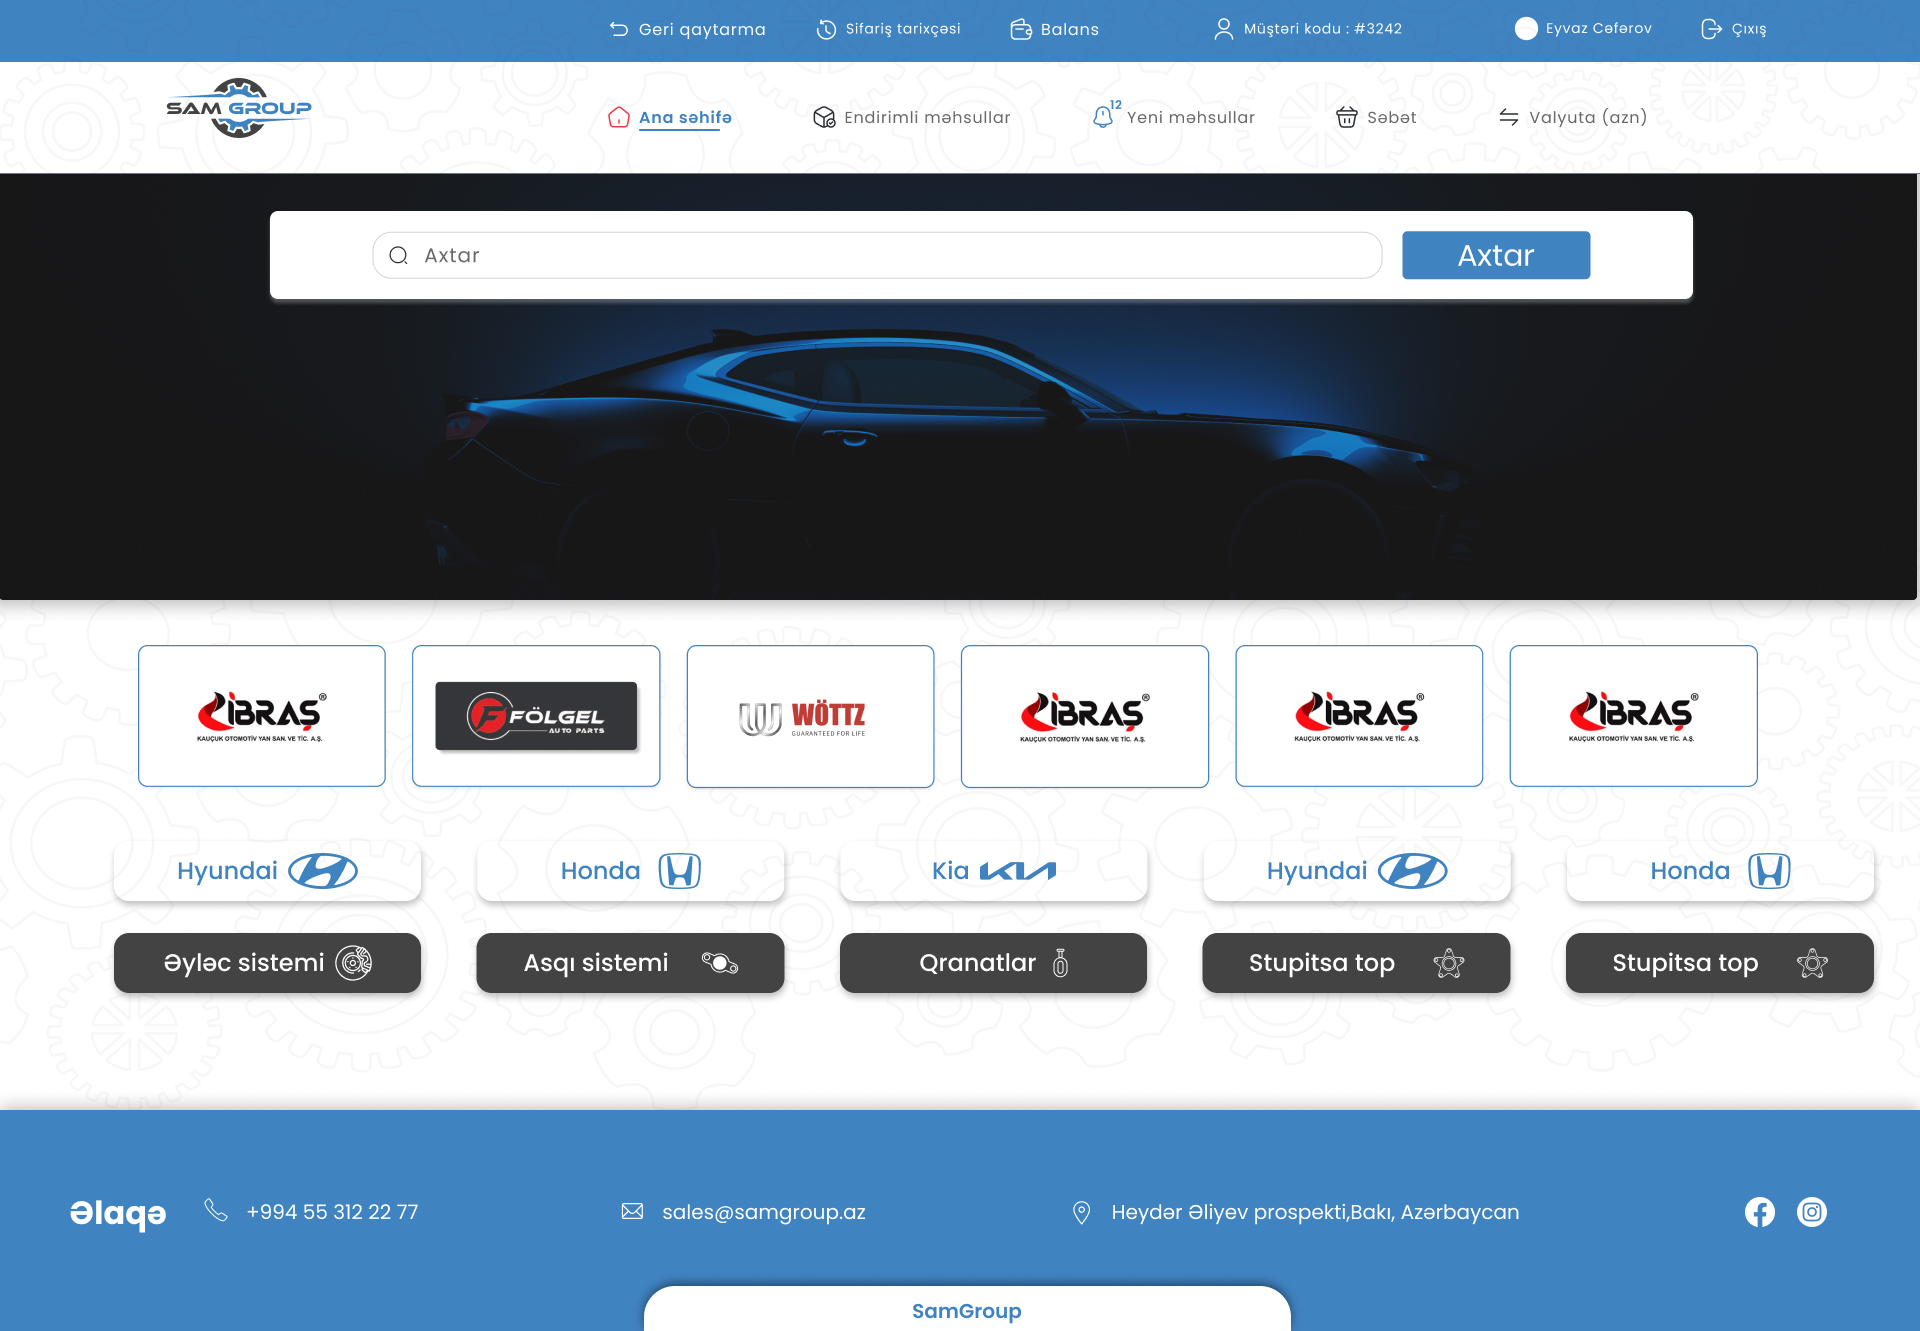 Geri qaytarma
Sifariş tarixçəsi
Balans
Müştəri kodu : #3242
Eyvaz Cəfərov
Çıxış
SAM GROUP
Ana səhifə
Endirimli məhsullar
12
Yeni məhsullar
Səbət
Valyuta (azn)
Axtar
Axtar
İBRAŞ®
KAUÇUK OTOMOTİV YAN SAN. VE TİC. A.Ş.
FÖLGEL
AUTO PARTS
WÖTTZ
GUARANTEED FOR LIFE
İBRAŞ®
KAUÇUK OTOMOTİV YAN SAN. VE TİC. A.Ş.
İBRAŞ®
KAUÇUK OTOMOTİV YAN SAN. VE TİC. A.Ş.
İBRAŞ®
KAUÇUK OTOMOTİV YAN SAN. VE TİC. A.Ş.
Hyundai
Honda
Kia
Hyundai
Honda
Əyləc sistemi
Asqı sistemi
Qranatlar
Stupitsa top
Stupitsa top
Əlaqə
+994 55 312 22 77
sales@samgroup.az
Heydər Əliyev prospekti,Bakı, Azərbaycan
SamGroup